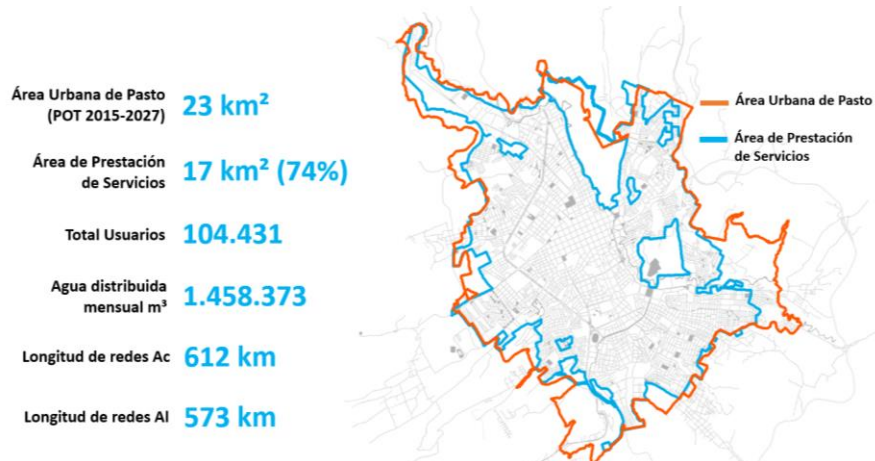 Área Urbana de Pasto
(POT 2015-2027)
23 km²
Área de Prestación
de Servicios
17 km² (74%)
Total Usuarios
104.431
Agua distribuida
mensual m³
1.458.373
Longitud de redes Ac
612 km
Longitud de redes Al
573 km
Área Urbana de Pasto
Área de Prestación
de Servicios